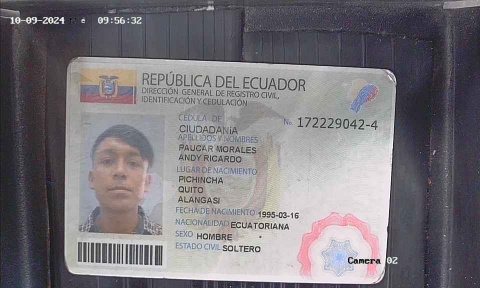 10-09-2024 é 09:56:32
REPÚBLICA DEL ECUADOR
DIRECCIÓN GENERAL DE REGISTRO CIVIL,
IDENTIFICACIÓN Y CEDULACIÓN
CÉDULA DE
CIUDADANÍA
No. 172229042-4
APELLIDOS Y NOMBRES
PAUCAR MORALES
ANDY RICARDO
LUGAR DE NACIMIENTO
PICHINCHA
QUITO
ALANGASI
FECHA DE NACIMIENTO 1995-03-16
NACIONALIDAD ECUATORIANA
SEXO HOMBRE
ESTADO CIVIL SOLTERO
Camera 02